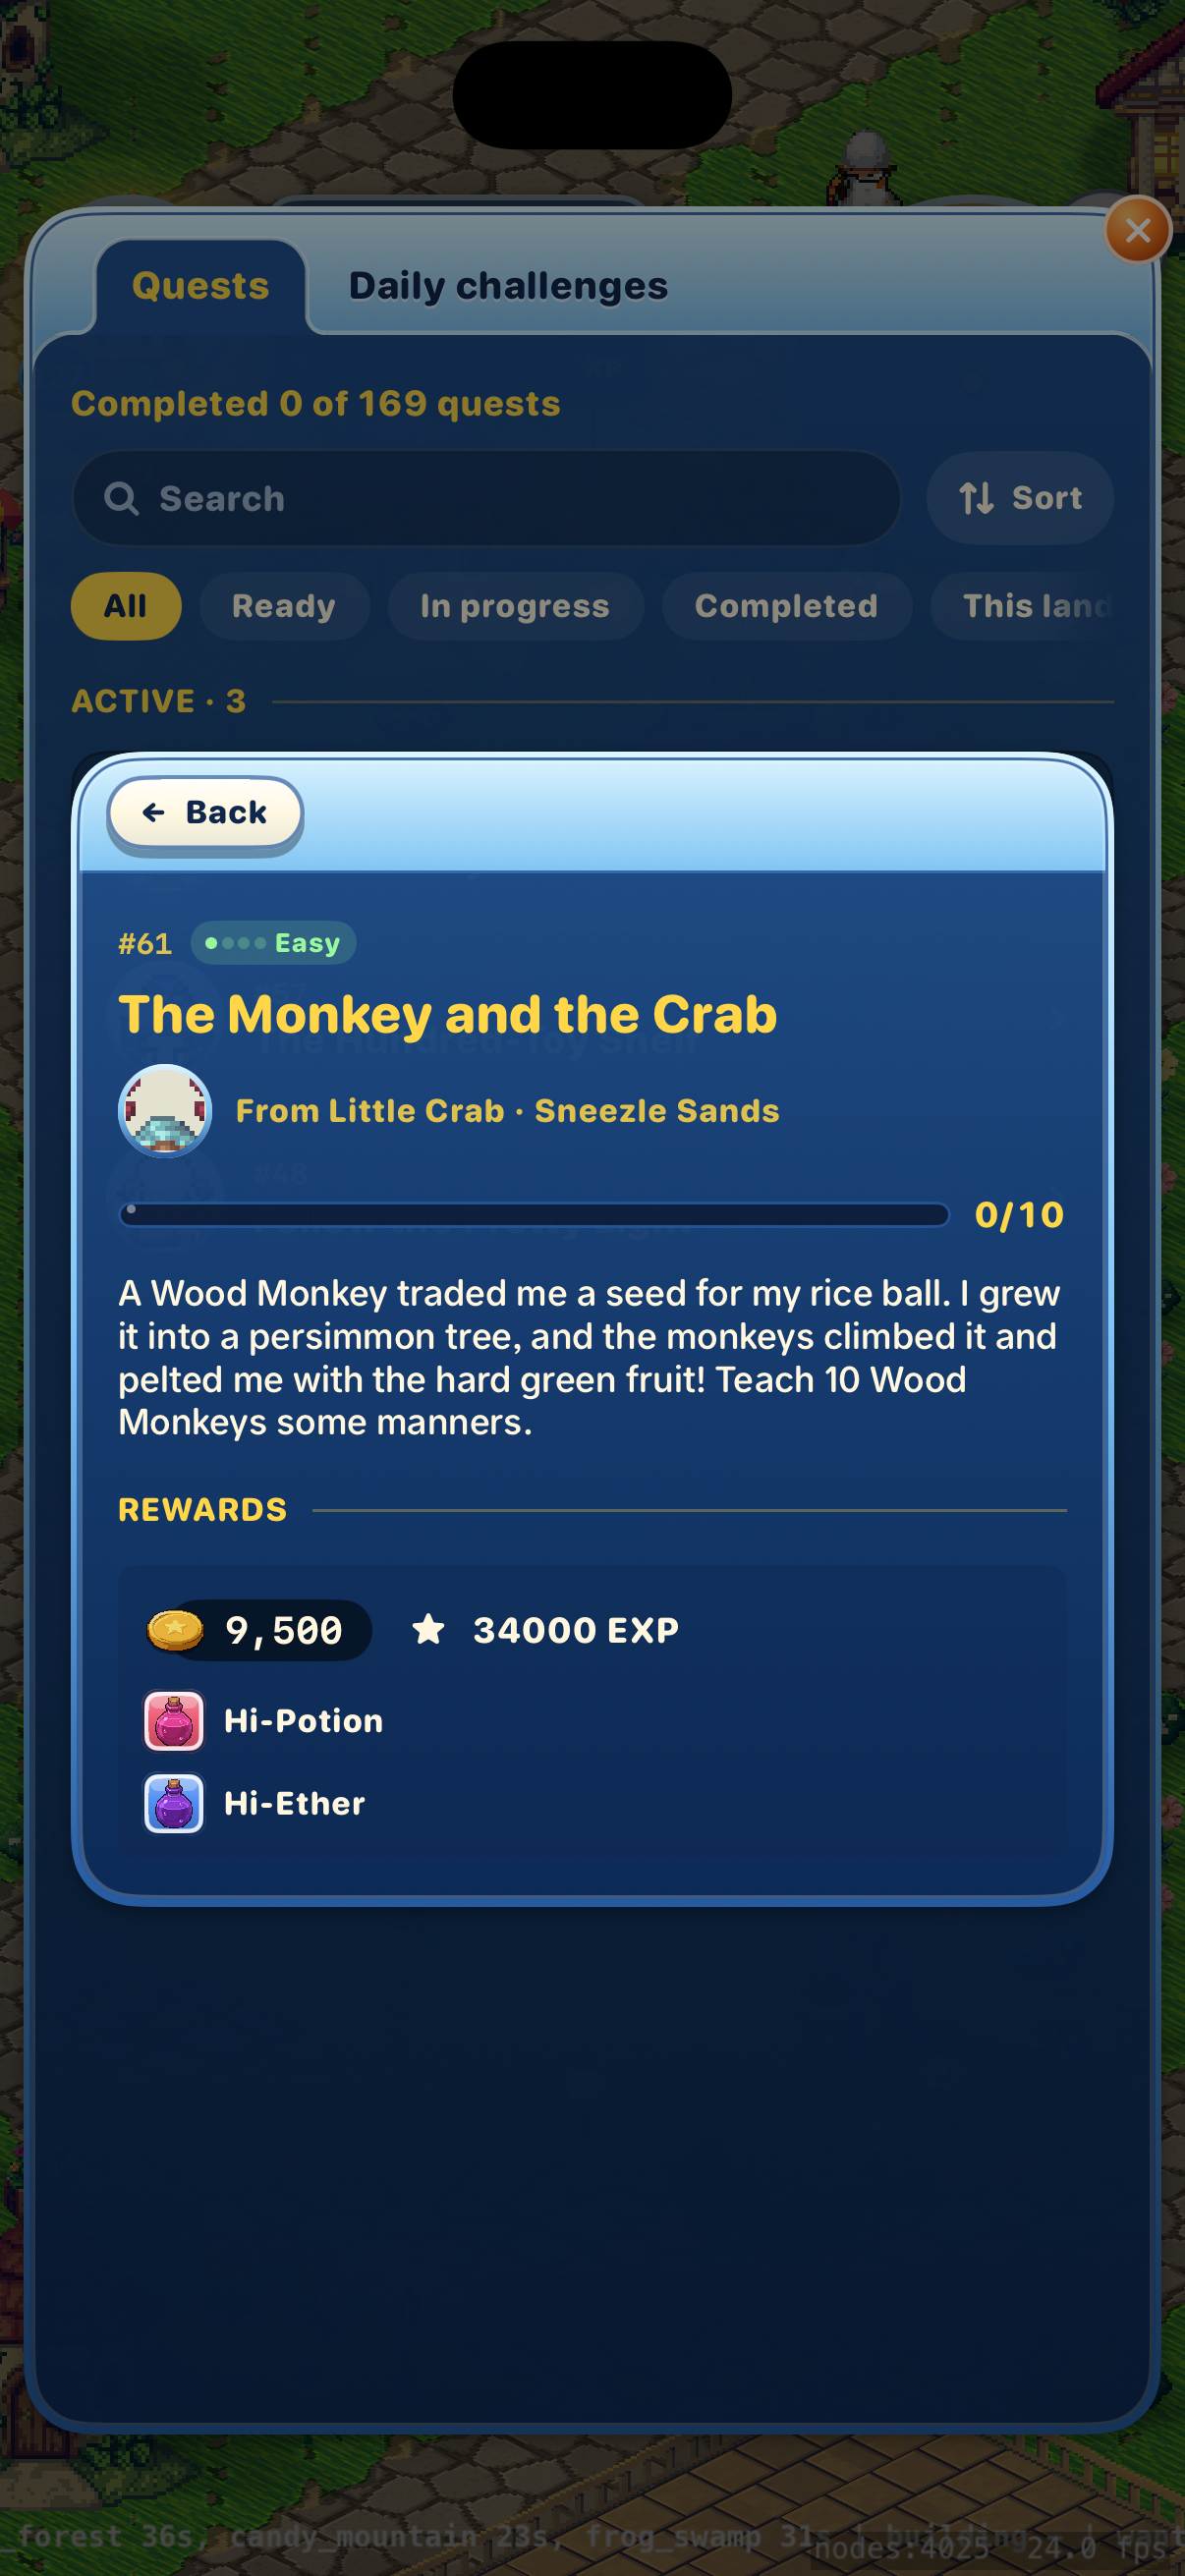 Quests
Daily challenges
Completed 0 of 169 quests
Search
Sort
All
Ready
In progress
Completed
This land
ACTIVE · 3
← Back
#61
Easy
The Monkey and the Crab
From Little Crab · Sneezle Sands
#48
0/10
A Wood Monkey traded me a seed for my rice ball. I grew
it into a persimmon tree, and the monkeys climbed it and
pelted me with the hard green fruit! Teach 10 Wood
Monkeys some manners.
REWARDS
9,500
34000 EXP
Hi-Potion
Hi-Ether
forest 36s, candy_mountain 23s, frog_swamp 31s
nodes:4025 24.0 fps